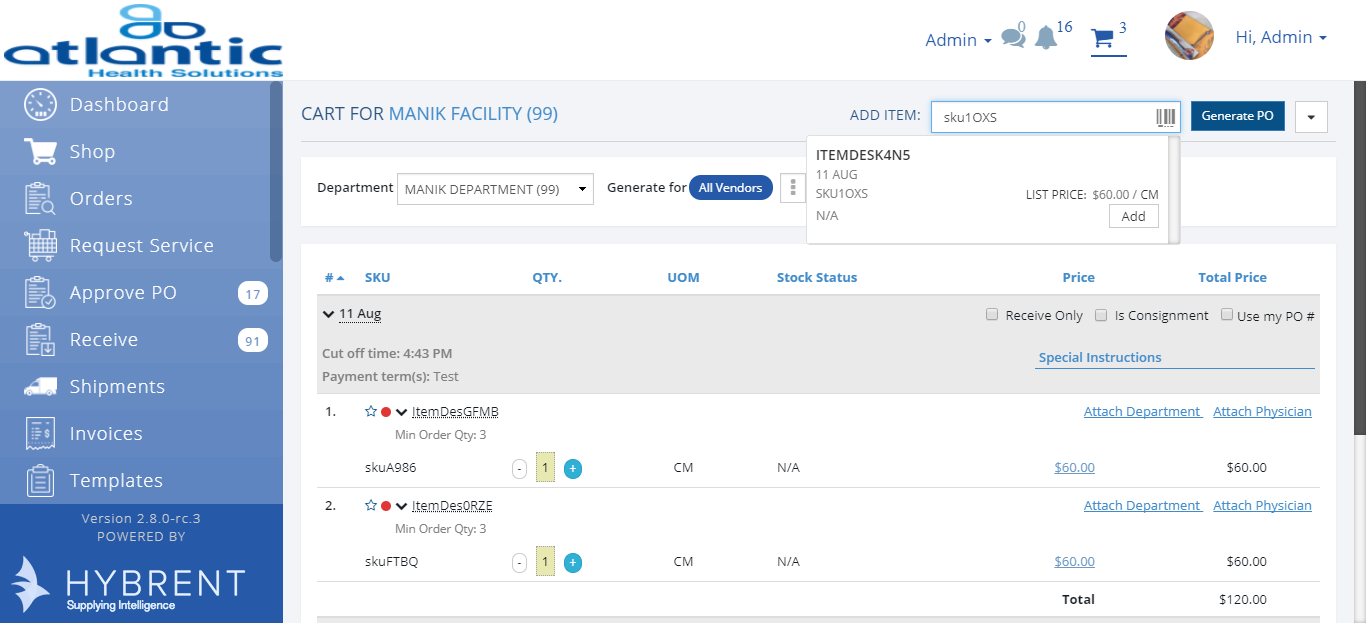 atlantic
Health Solutions
Admin
0
16
3
Hi, Admin
Dashboard
Shop
Orders
Request Service
Approve PO 17
Receive 91
Shipments
Invoices
Templates
Version 2.8.0-rc.3
POWERED BY
HYBRENT
Supplying Intelligence
CART FOR MANIK FACILITY (99)
ADD ITEM: sku1OXS Generate PO
ITEMDESK4N5
11 AUG
SKU1OXS
LIST PRICE: $60.00 / CM
N/A
Add
Department MANIK DEPARTMENT (99) Generate for All Vendors
# SKU QTY. UOM Stock Status Price Total Price
11 Aug Receive Only Is Consignment Use my PO #
Cut off time: 4:43 PM
Special Instructions
Payment term(s): Test
1. ItemDesGFMB Attach Department Attach Physician
Min Order Qty: 3
skuA986 - 1 + CM N/A $60.00 $60.00
2. ItemDes0RZE Attach Department Attach Physician
Min Order Qty: 3
skuFTBQ - 1 + CM N/A $60.00 $60.00
Total $120.00